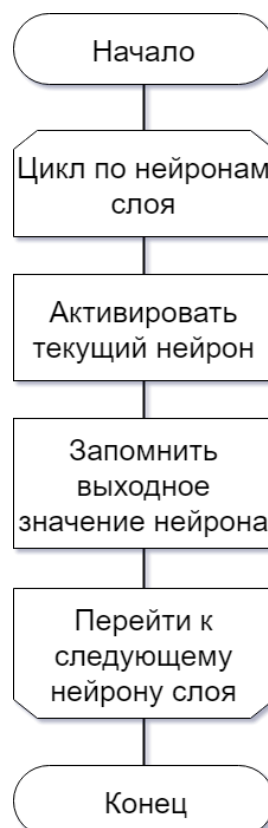 Начало
Цикл по нейронам
слоя
Активировать
текущий нейрон
Запомнить
выходное
значение нейрона
Перейти к
следующему
нейрону слоя
Конец